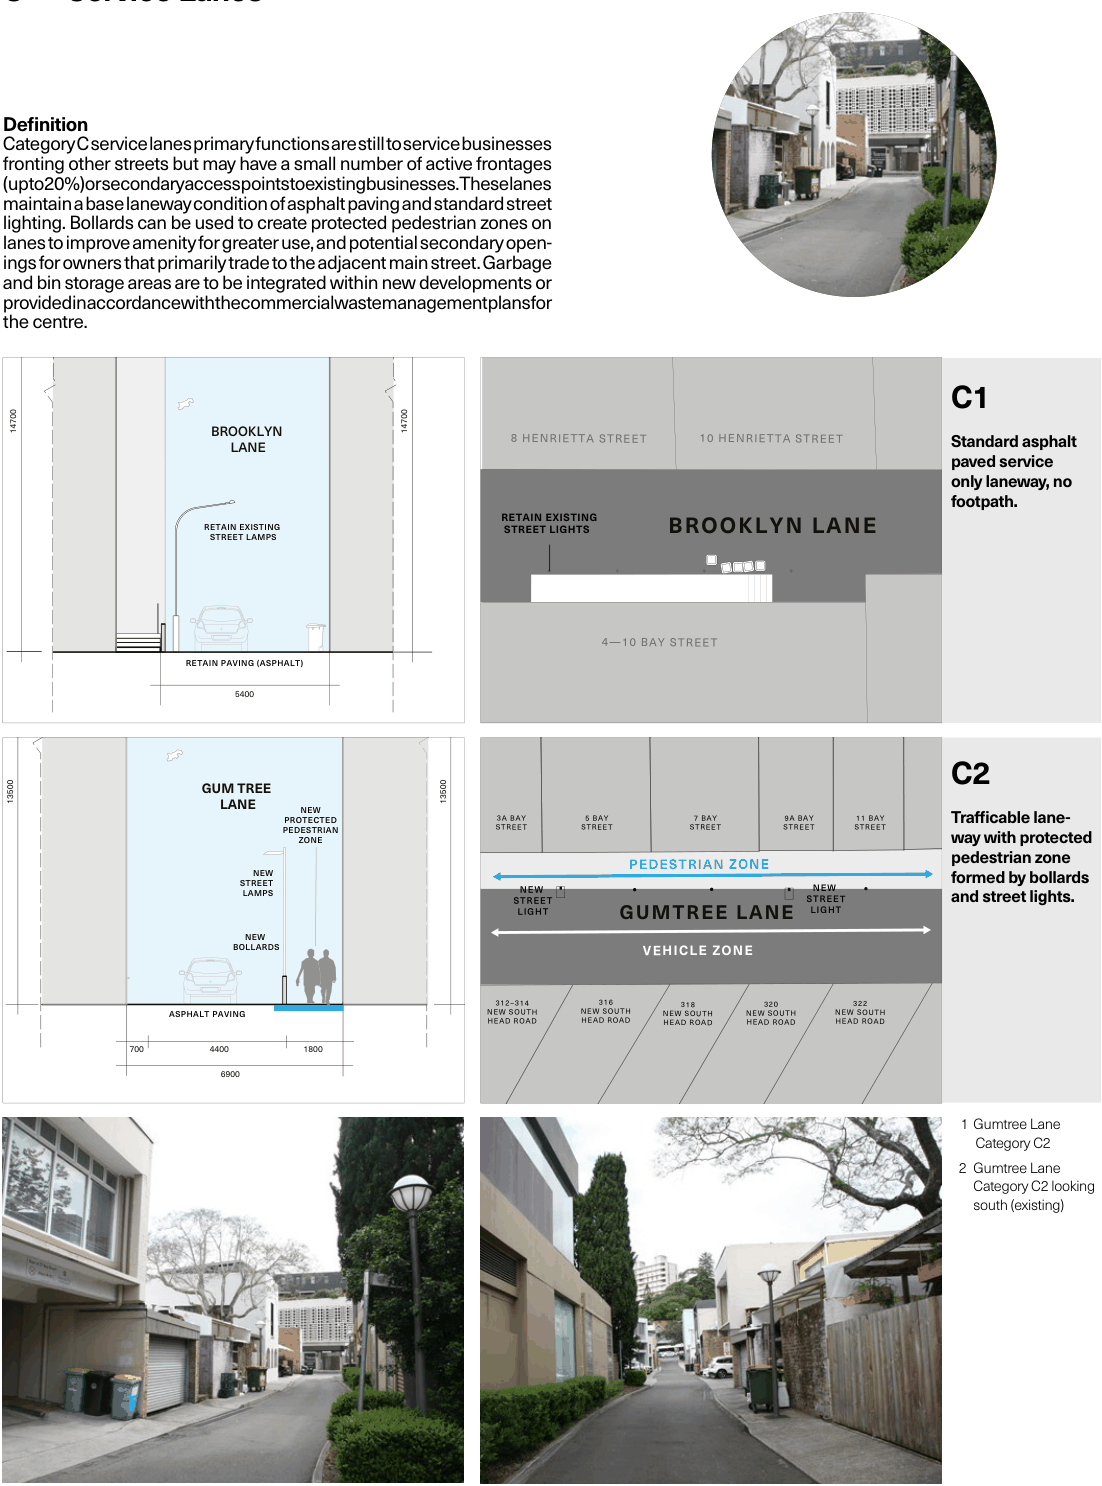 Service Lanes
Definition
Category C service lanes primary functions are still to service businesses
fronting other streets but may have a small number of active frontages
(up to 20%) or secondary access points to existing businesses. These lanes
maintain a base laneway condition of asphalt paving and standard street
lighting. Bollards can be used to create protected pedestrian zones on
lanes to improve amenity for greater use, and potential secondary open-
ings for owners that primarily trade to the adjacent main street. Garbage
and bin storage areas are to be integrated within new developments or
provided in accordance with the commercial waste management plans for
the centre.
14700
14700
BROOKLYN
LANE
RETAIN EXISTING
STREET LAMPS
RETAIN PAVING (ASPHALT)
5400
8 HENRIETTA STREET
10 HENRIETTA STREET
RETAIN EXISTING
STREET LIGHTS
BROOKLYN LANE
4—10 BAY STREET
C1
Standard asphalt
paved service
only laneway, no
footpath.
13500
13500
GUM TREE
LANE
NEW
PROTECTED
PEDESTRIAN
ZONE
NEW
STREET
LAMPS
NEW
BOLLARDS
ASPHALT PAVING
700
4400
1800
6900
3A BAY
STREET
5 BAY
STREET
7 BAY
STREET
9A BAY
STREET
11 BAY
STREET
PEDESTRIAN ZONE
NEW
STREET
LIGHT
GUMTREE LANE
NEW
STREET
LIGHT
VEHICLE ZONE
312–314
NEW SOUTH
HEAD ROAD
316
NEW SOUTH
HEAD ROAD
318
NEW SOUTH
HEAD ROAD
320
NEW SOUTH
HEAD ROAD
322
NEW SOUTH
HEAD ROAD
C2
Trafficable lane-
way with protected
pedestrian zone
formed by bollards
and street lights.
1 Gumtree Lane
Category C2
2 Gumtree Lane
Category C2 looking
south (existing)